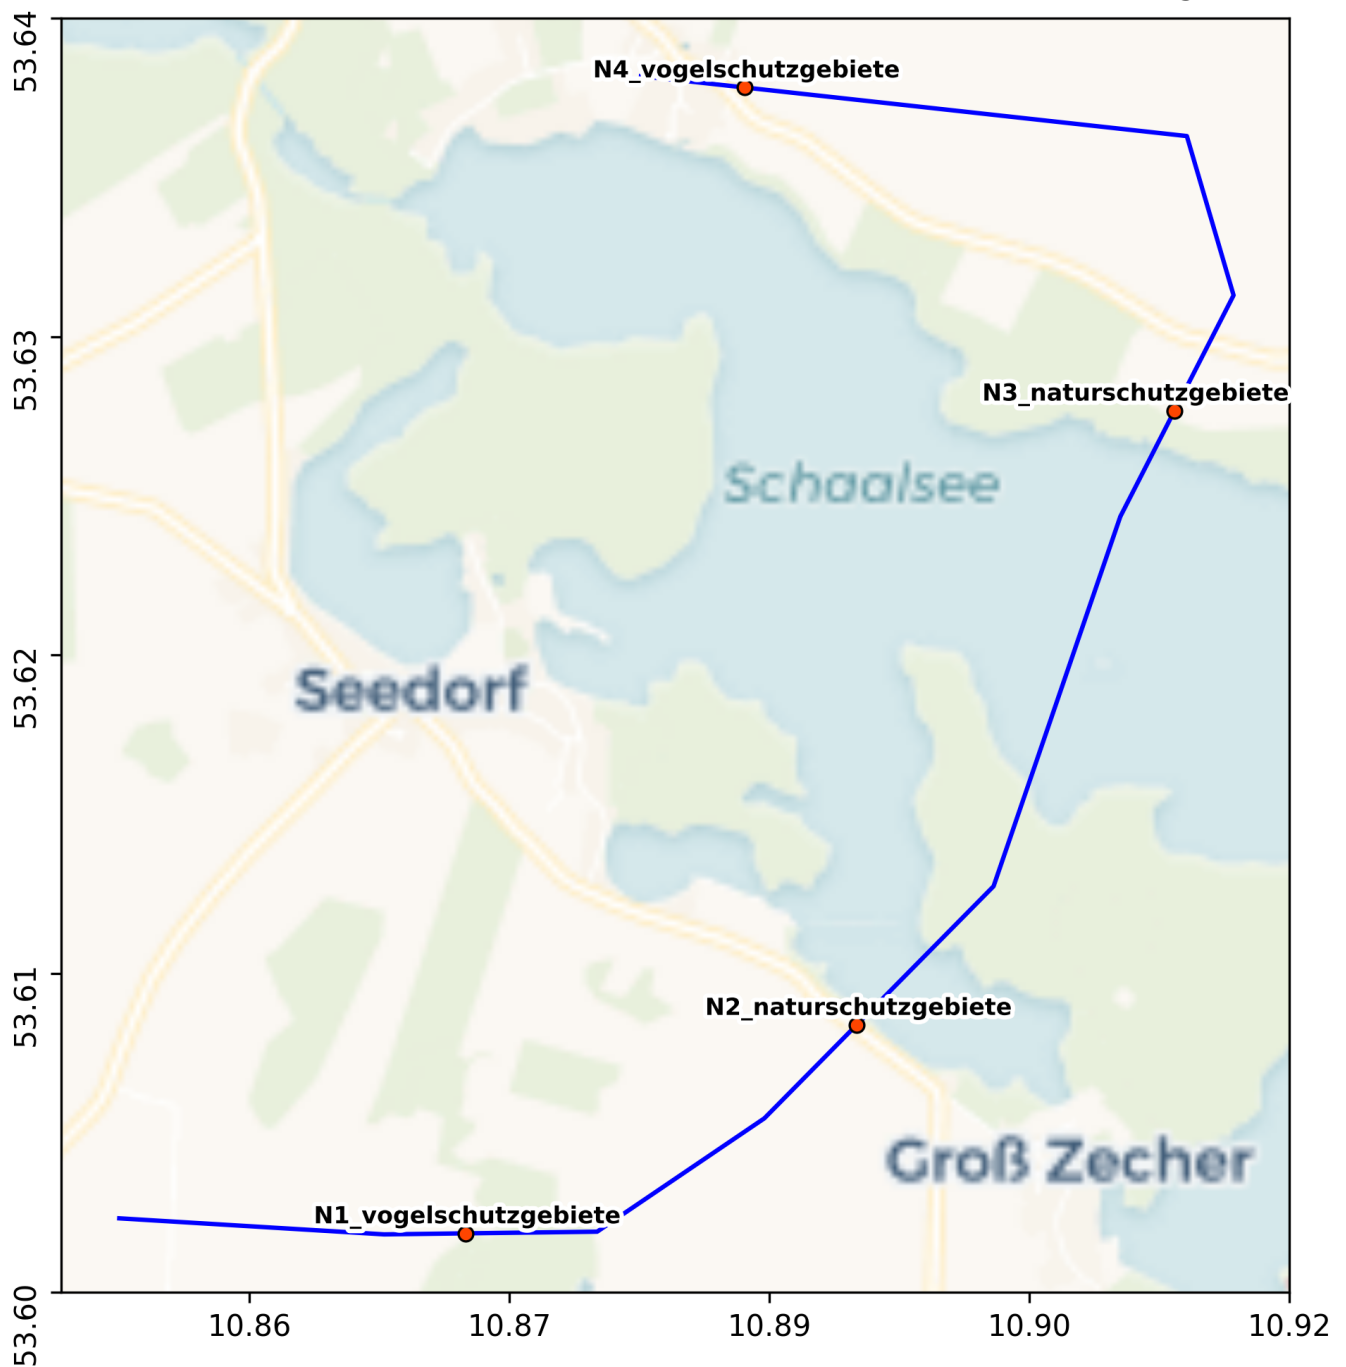 53.64
N4_vogelschutzgebiete
53.63
N3_naturschutzgebiete
Schaalsee
53.62
Seedorf
53.61
N2_naturschutzgebiete
Groß Zecher
N1_vogelschutzgebiete
53.60
10.86
10.87
10.89
10.90
10.92